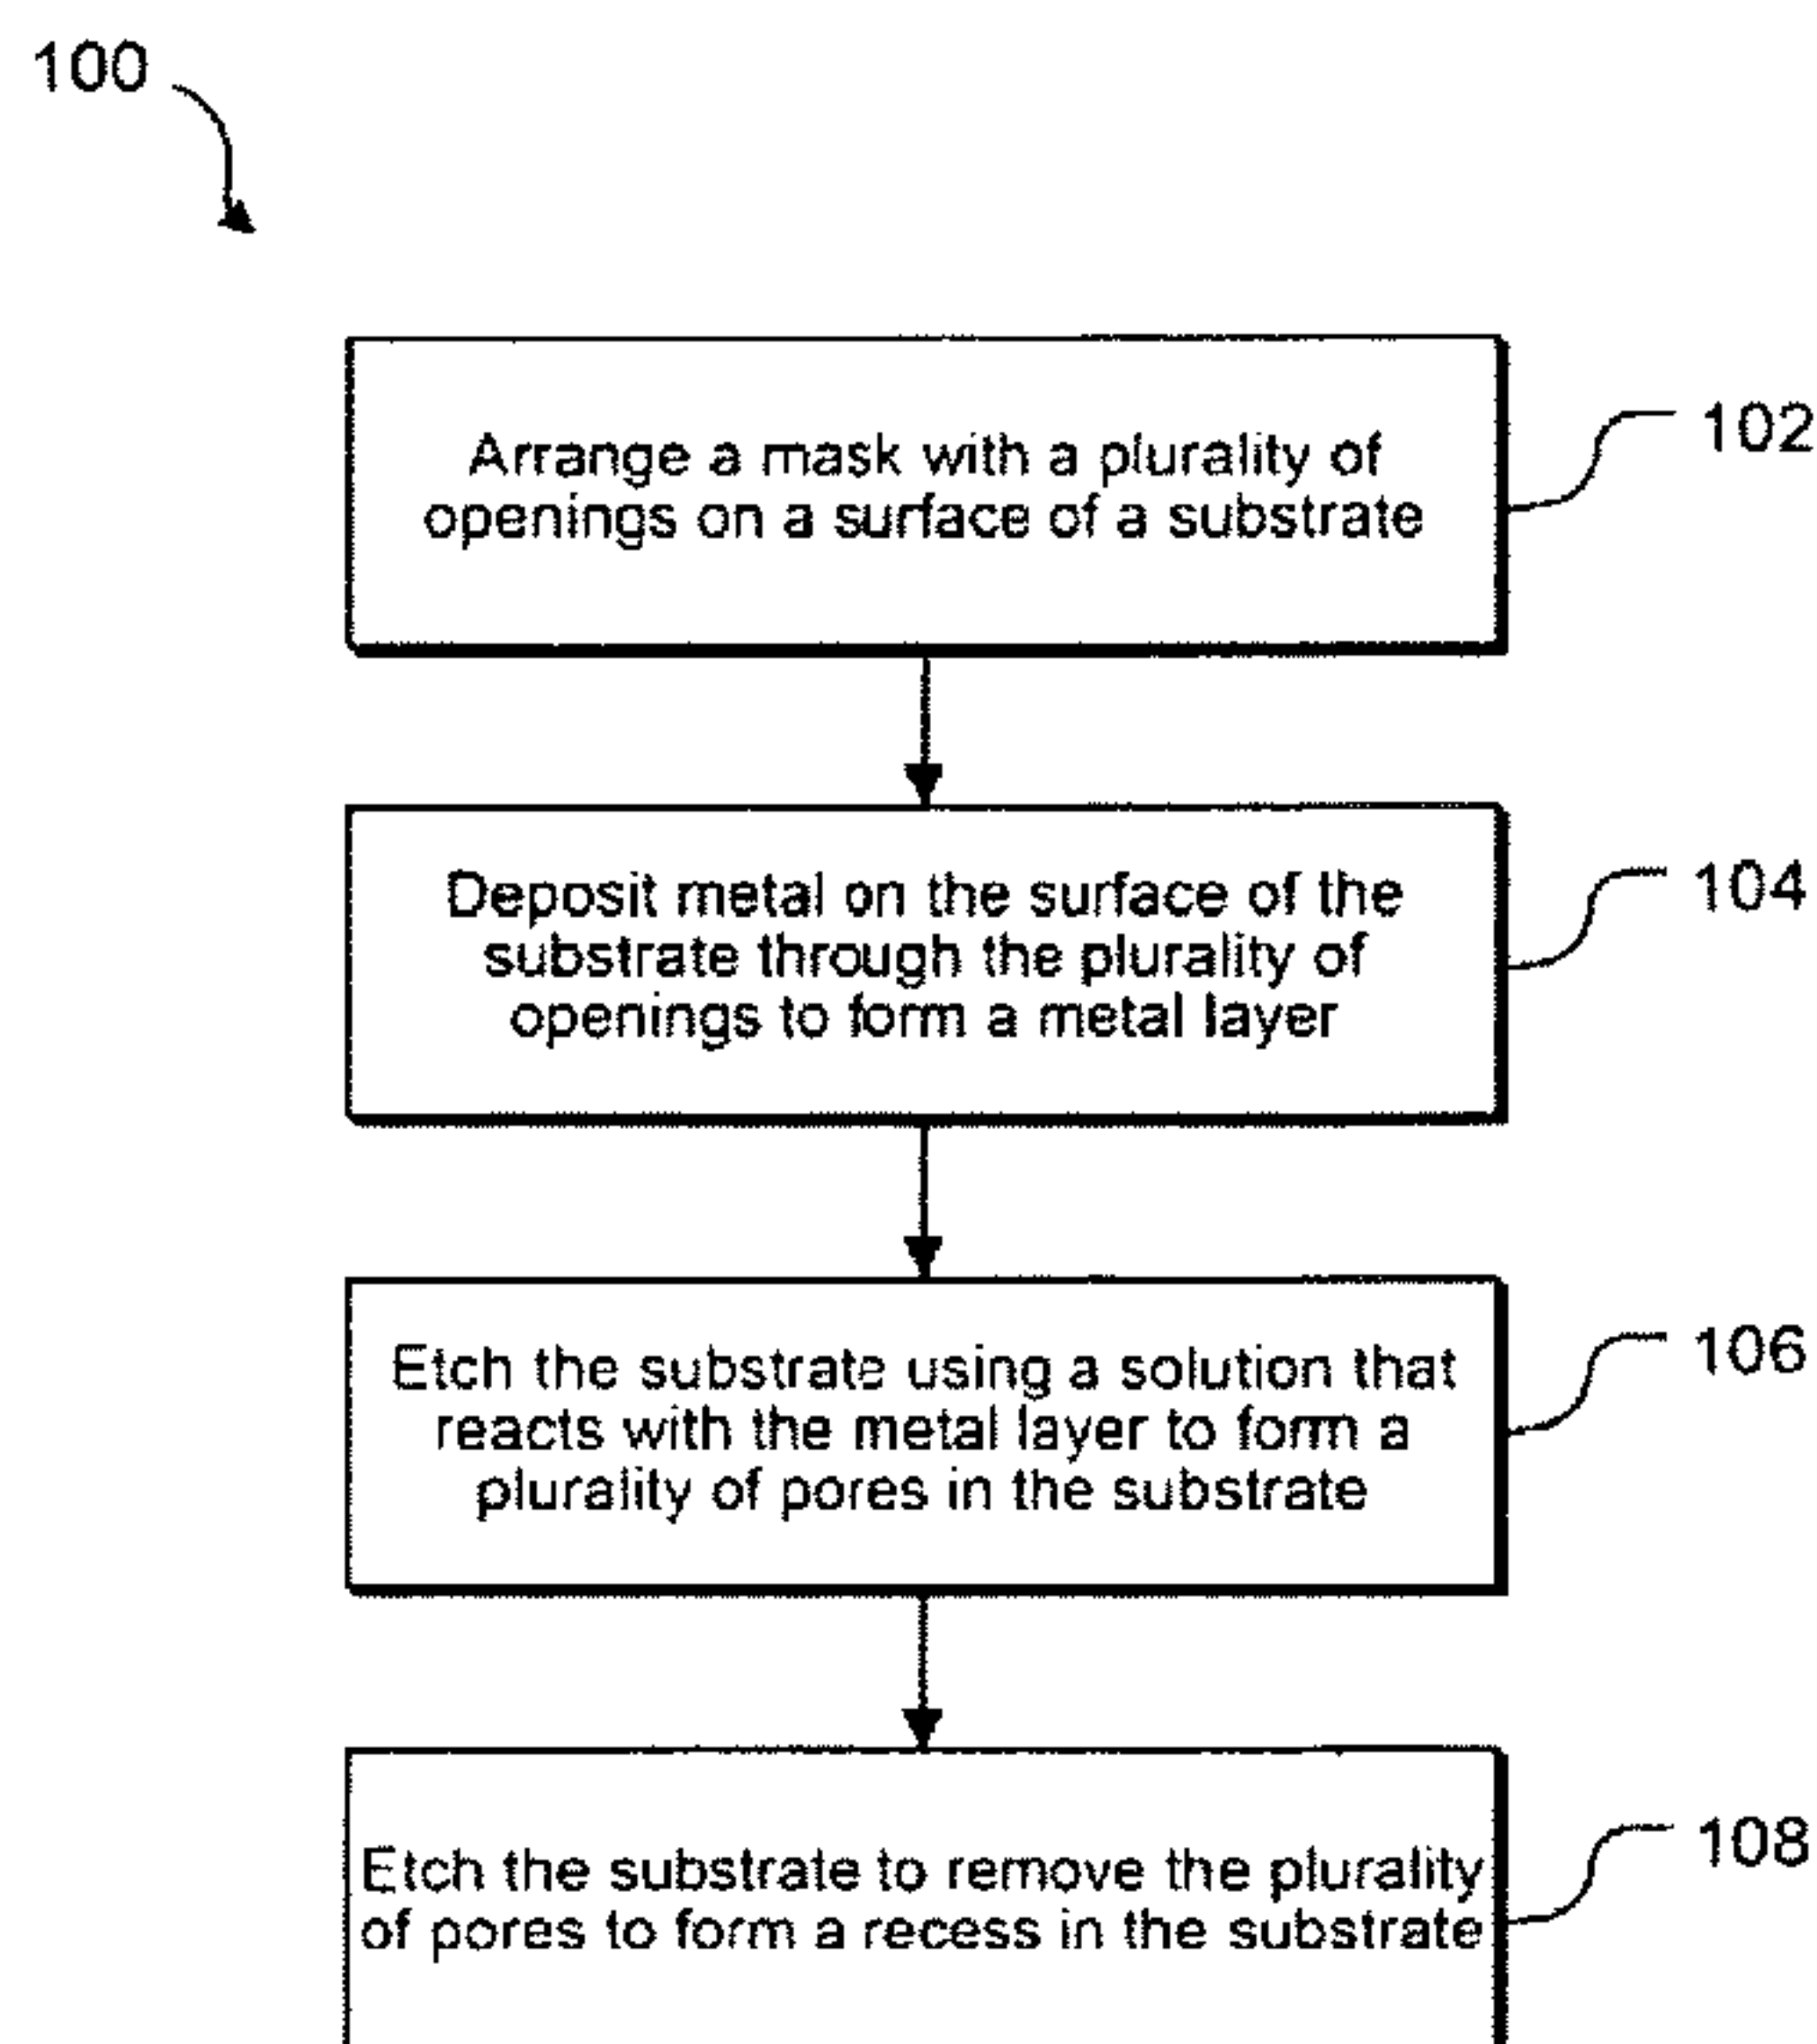 100
Arrange a mask with a plurality of
openings on a surface of a substrate
102
Deposit metal on the surface of the
substrate through the plurality of
openings to form a metal layer
104
Etch the substrate using a solution that
reacts with the metal layer to form a
plurality of pores in the substrate
106
Etch the substrate to remove the plurality
of pores to form a recess in the substrate
108